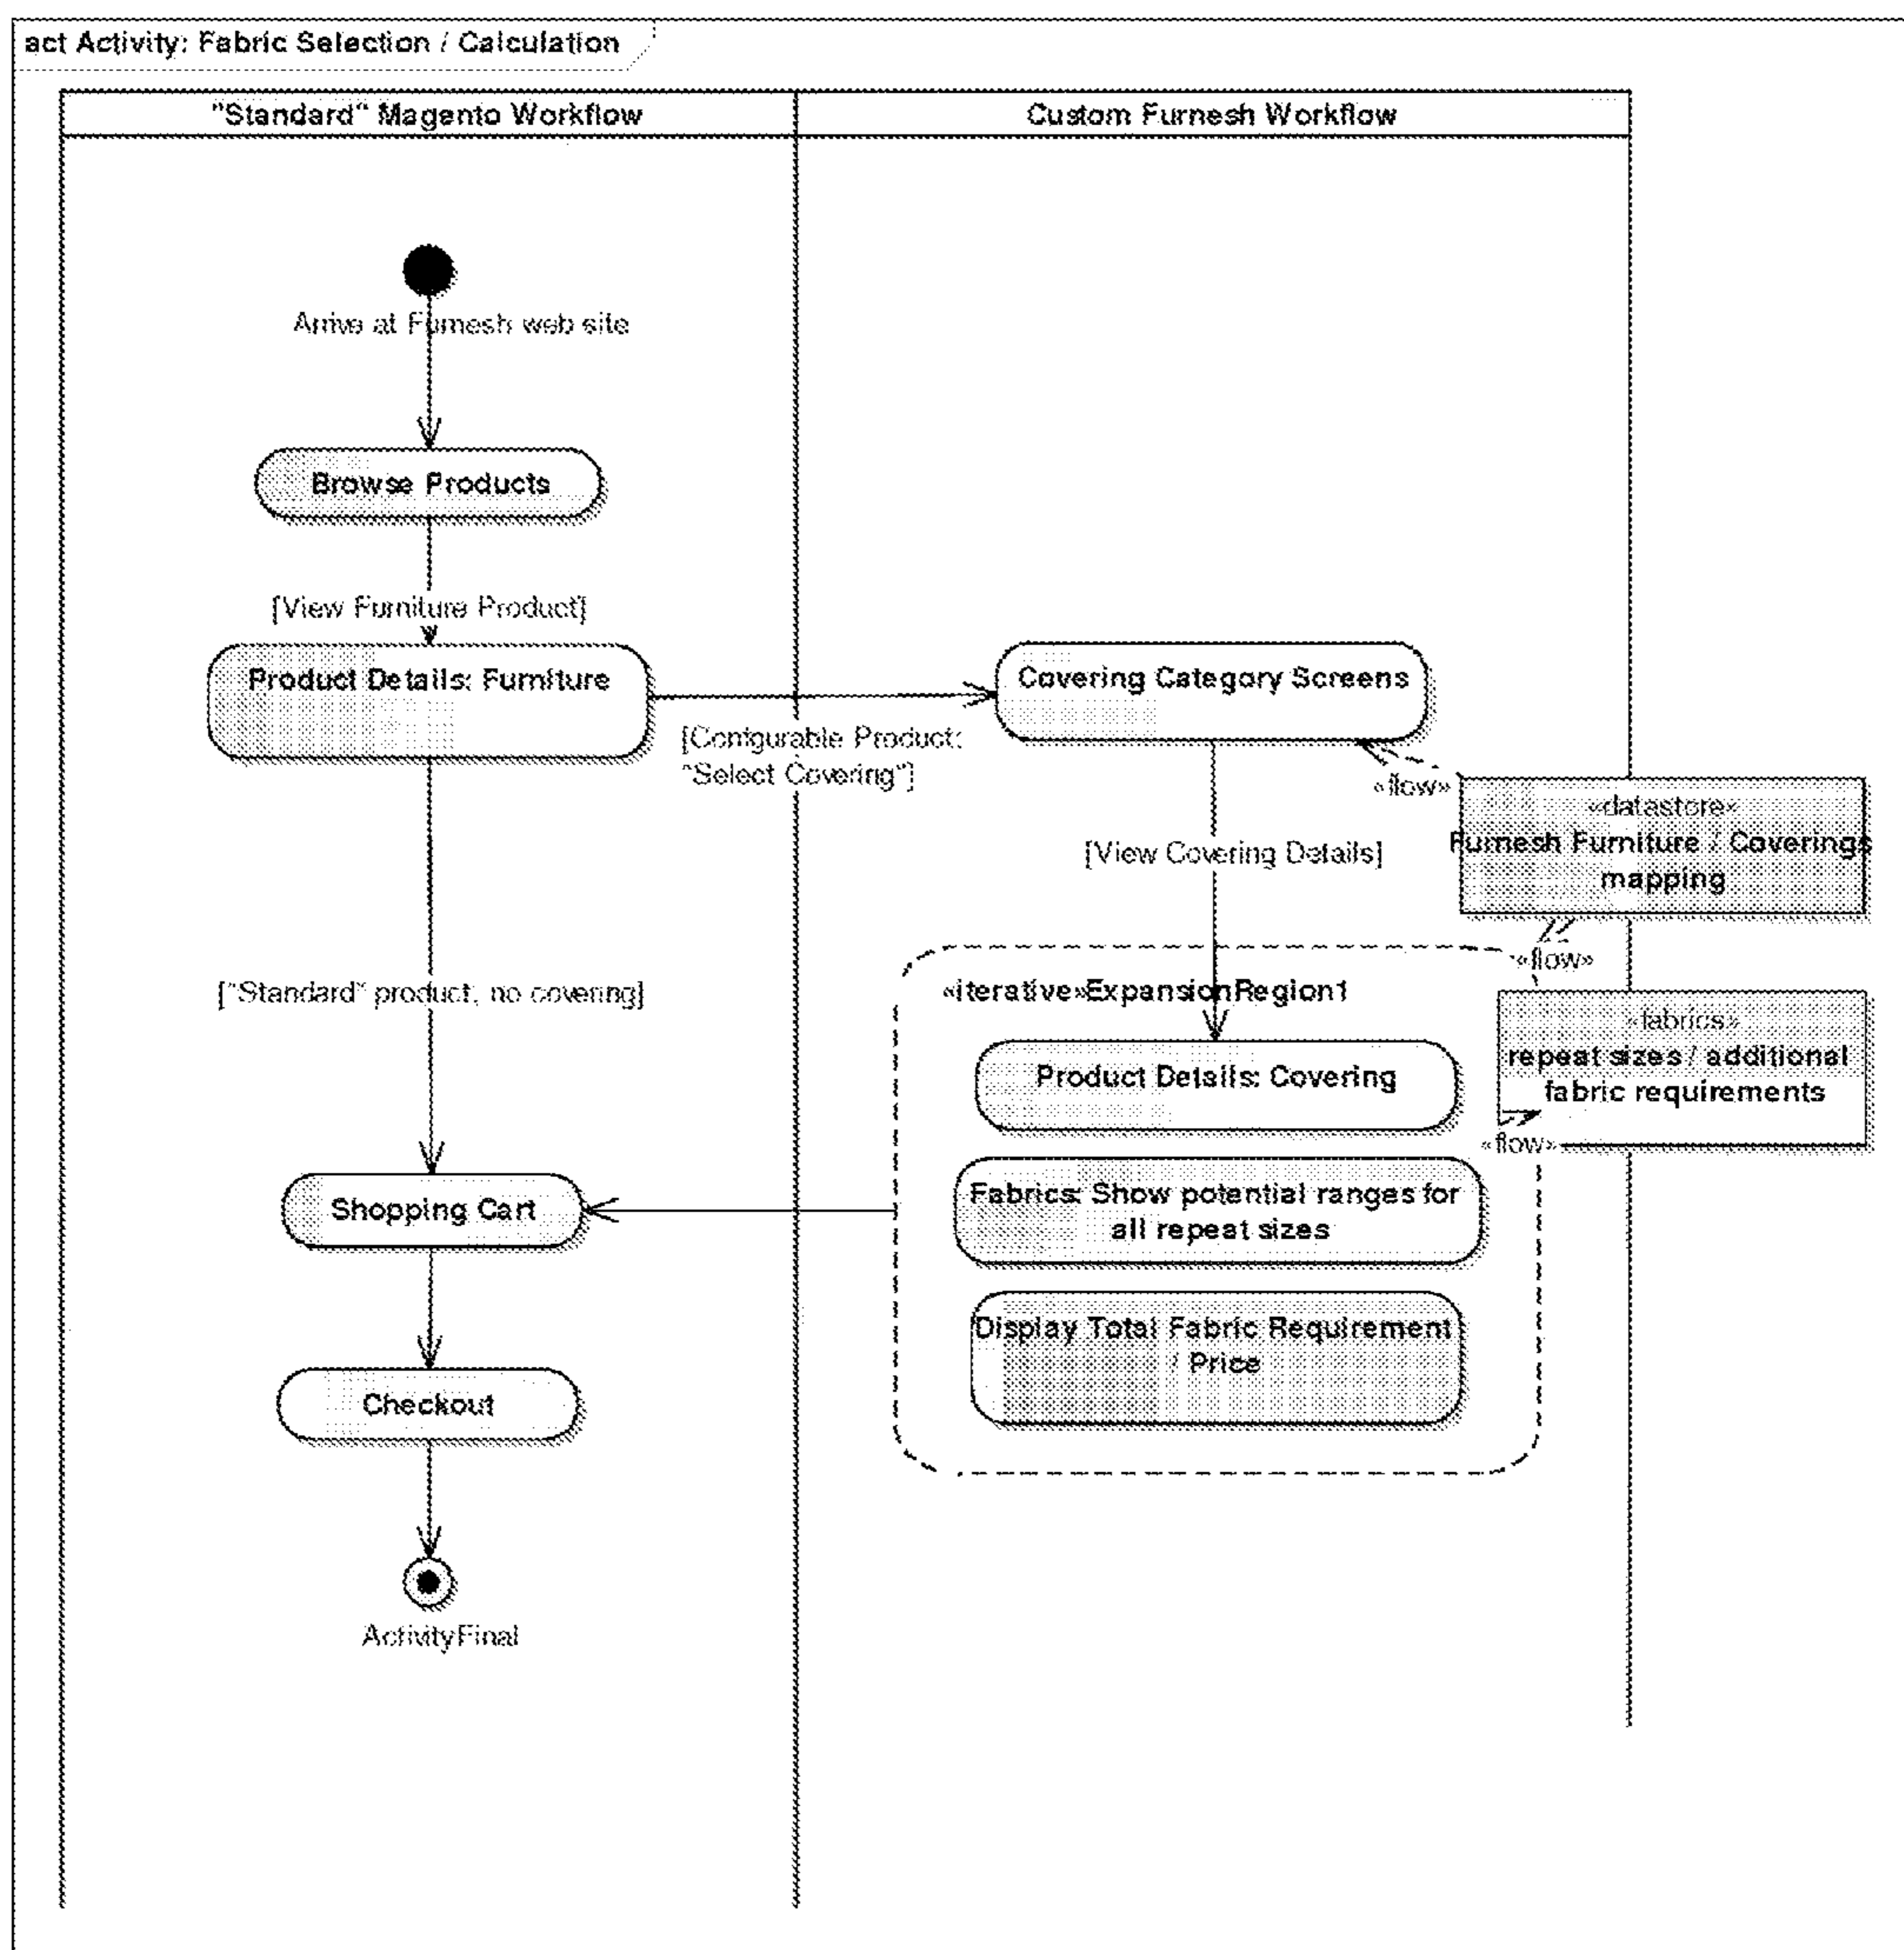 act Activity: Fabric Selection / Calculation
"Standard" Magento Workflow
Custom Furnesh Workflow
Arrive at Furnesh web site
Browse Products
[View Furniture Product]
Product Details: Furniture
Covering Category Screens
[Configurable Product:
"Select Covering"]
«flow»
«datastore»
Furnesh Furniture / Coverings
mapping
[View Covering Details]
«flow»
["Standard" product, no covering]
«iterative»ExpansionRegion1
«fabrics»
repeat sizes / additional
fabric requirements
Product Details: Covering
«flow»
Shopping Cart
Fabrics: Show potential ranges for
all repeat sizes
Display Total Fabric Requirement
/ Price
Checkout
ActivityFinal